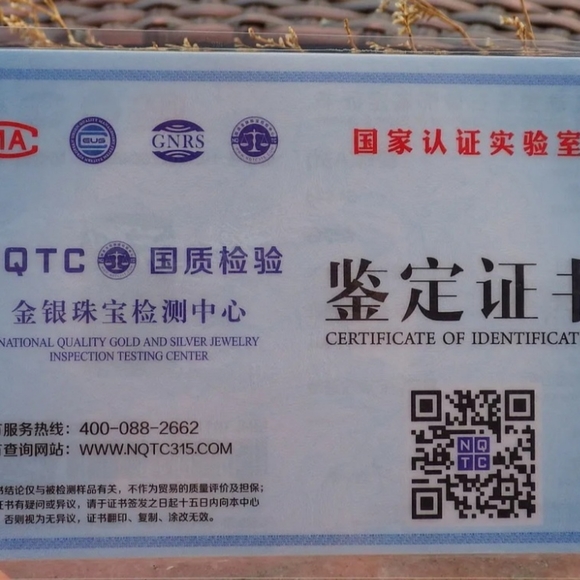 MA
GUS
GNRS
国家认证实验室
NQTC 国质检验
金银珠宝检测中心
NATIONAL QUALITY GOLD AND SILVER JEWELRY
INSPECTION TESTING CENTER
鉴定证书
CERTIFICATE OF IDENTIFICAT
服务热线：400-088-2662
查询网站：WWW.NQTC315.COM
书结论仅与被检测样品有关，不作为贸易的质量评价及担保；
证书有疑问或异议，请于证书签发之日起十五日内向本中心
否则视为无异议，证书翻印、复制、涂改无效。
NQ
TC